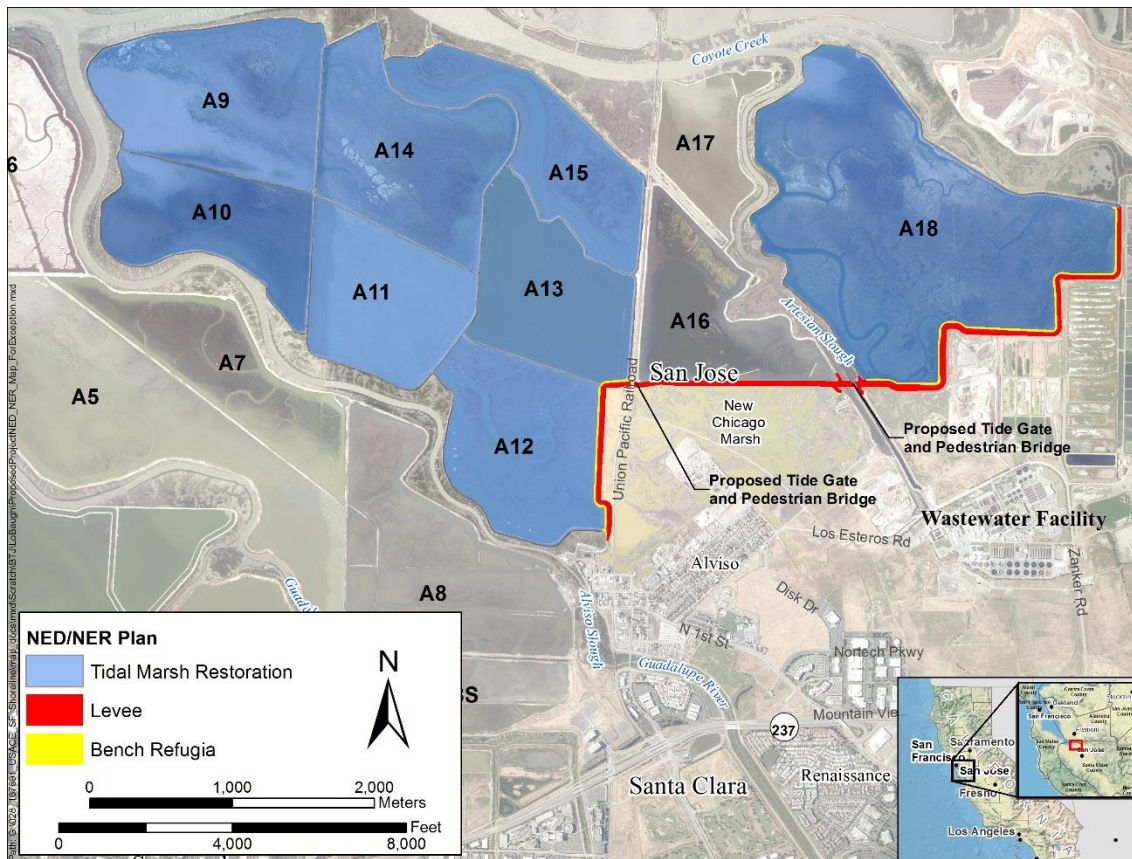 Coyote Creek
A9
A14
A17
A15
6
A10
A18
A11
A13
A16
Artesian Slough
A7
A5
San Jose
Union Pacific Railroad
New
Chicago
Marsh
A12
Proposed Tide Gate
and Pedestrian Bridge
Proposed Tide Gate
and Pedestrian Bridge
Wastewater Facility
Los Esteros Rd
Alviso
Zanker Rd
A8
Disk Dr
Alviso Slough
N 1st St
Guadalupe River
Nortech Pkwy
Mountain Vie
237
Santa Clara
Renaissance
NED/NER Plan
Tidal Marsh Restoration
Levee
Bench Refugia
N
0 1,000 2,000
Meters
Feet
0 4,000 8,000
San
Francisco
Sacramento
San Jose
Fresno
Los Angeles
Oakland
San Francisco
San Jose